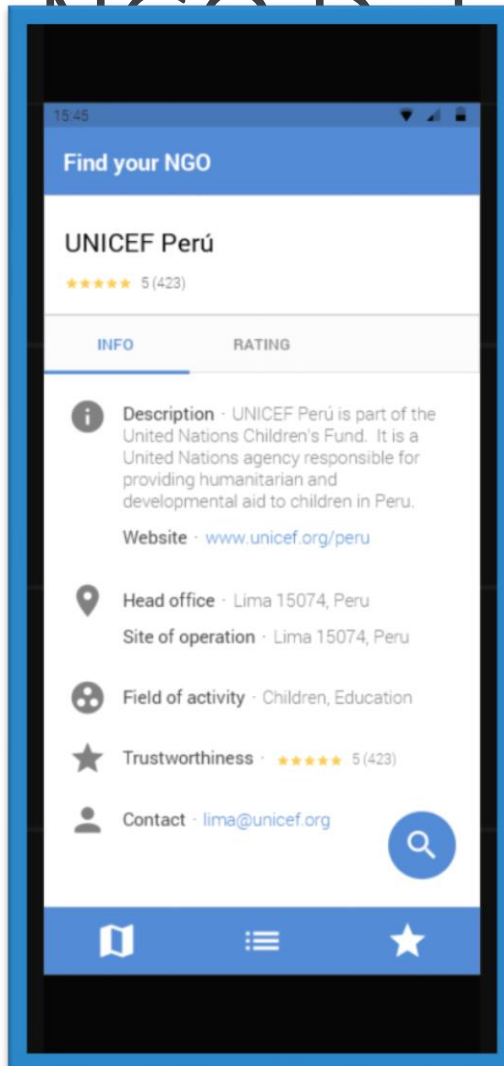 15:45
Find your NGO
UNICEF Perú
5 (423)
INFO RATING
Description · UNICEF Perú is part of the
United Nations Children's Fund. It is a
United Nations agency responsible for
providing humanitarian and
developmental aid to children in Peru.
Website · www.unicef.org/peru
Head office · Lima 15074, Peru
Site of operation · Lima 15074, Peru
Field of activity · Children, Education
Trustworthiness · 5 (423)
Contact · lima@unicef.org